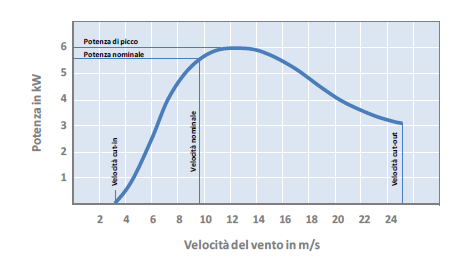 Potenza in kW
6
5
4
3
2
1
Potenza di picco
Potenza nominale
Velocità cut-in
Velocità nominale
Velocità cut-out
2 4 6 8 10 12 14 16 18 20 22 24
Velocità del vento in m/s